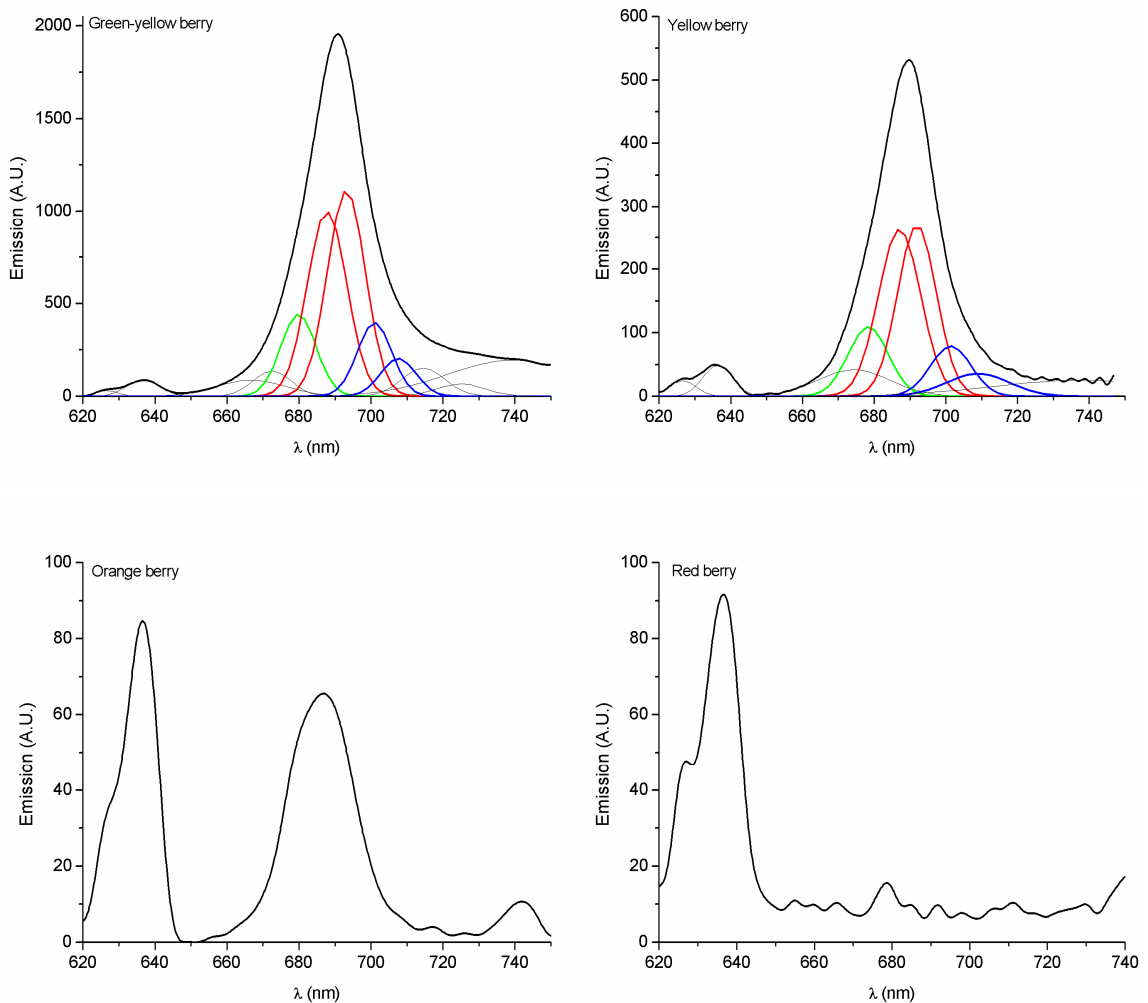 Green-yellow berry
Emission (A.U.)
2000
1500
1000
500
0
620 640 660 680 700 720 740
λ (nm)
Yellow berry
Emission (A.U.)
600
500
400
300
200
100
0
620 640 660 680 700 720 740
λ (nm)
Orange berry
Emission (A.U.)
100
80
60
40
20
0
620 640 660 680 700 720 740
λ (nm)
Red berry
Emission (A.U.)
100
80
60
40
20
0
620 640 660 680 700 720 740
λ (nm)